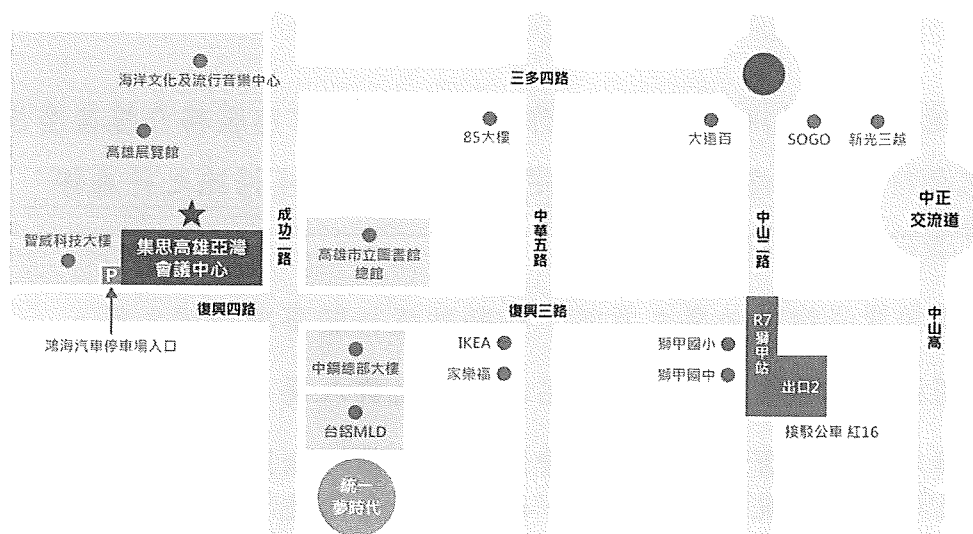 海洋文化及流行音樂中心
三多四路
高雄展覽館
85大樓
大遠百
SOGO
新光三越
中正
交流道
智威科技大樓
P
集思高雄亞灣
會議中心
成功二路
高雄市立圖書館
總館
中華五路
中山二路
復興四路
復興三路
中山高
鴻海汽車停車場入口
中鋼總部大樓
IKEA
家樂福
獅甲國小
獅甲國中
R7
獅甲站
出口2
接駁公車 紅16
台鋁MLD
統一
夢時代